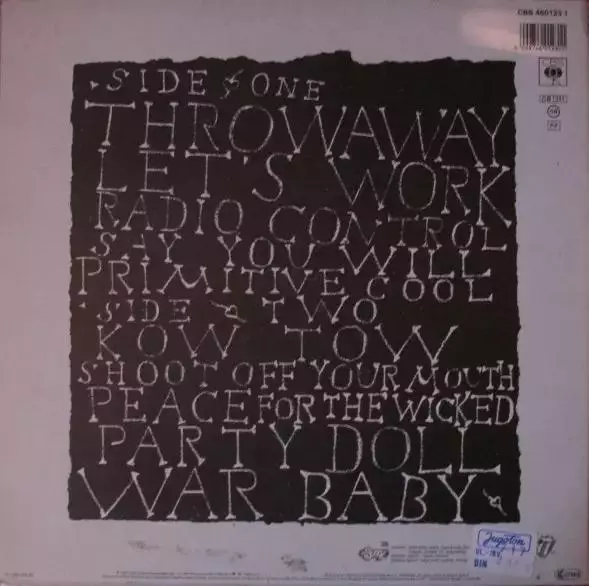 CBS 460123 1
CBS
SIDE ONE
THROWAWAY
LET'S WORK
RADIO CONTROL
SAY YOU WILL
PRIMITIVE COOL
SIDE TWO
KOW TOW
SHOOT OFF YOUR MOUTH
PEACE FOR THE WICKED
PARTY DOLL
WAR BABY
Jugoton
DIN